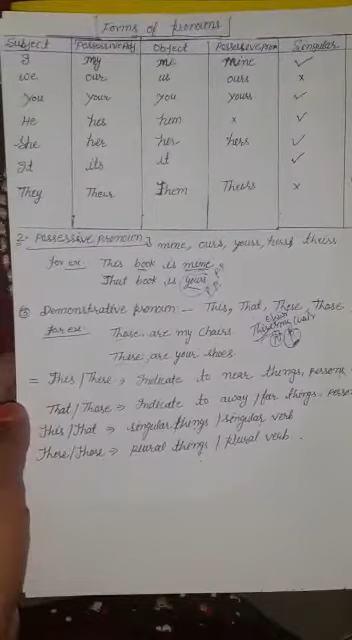 Forms of pronouns
Subject Possessive Adj Object Possessive pron Singular
I my me mine ✓
we our us ours x
You your you yours ✓
He hes hem x ✓
She her her hers ✓
It its it ✓
They Their Them Theirs x
2- Possessive pronoun mine, ours, yours, hers theirs
for ex. This book is mine
That book is yours P.P
③ Demonstrative pronoun - This, That, These, Those
for ex. Those are my chairs
These are your shoes.
= This/These → Indicate to near things, persons
That/Those ⇒ Indicate to away/far things. perso
This/That ⇒ singular things/singular verb
These/Those ⇒ plural things/plural verb.